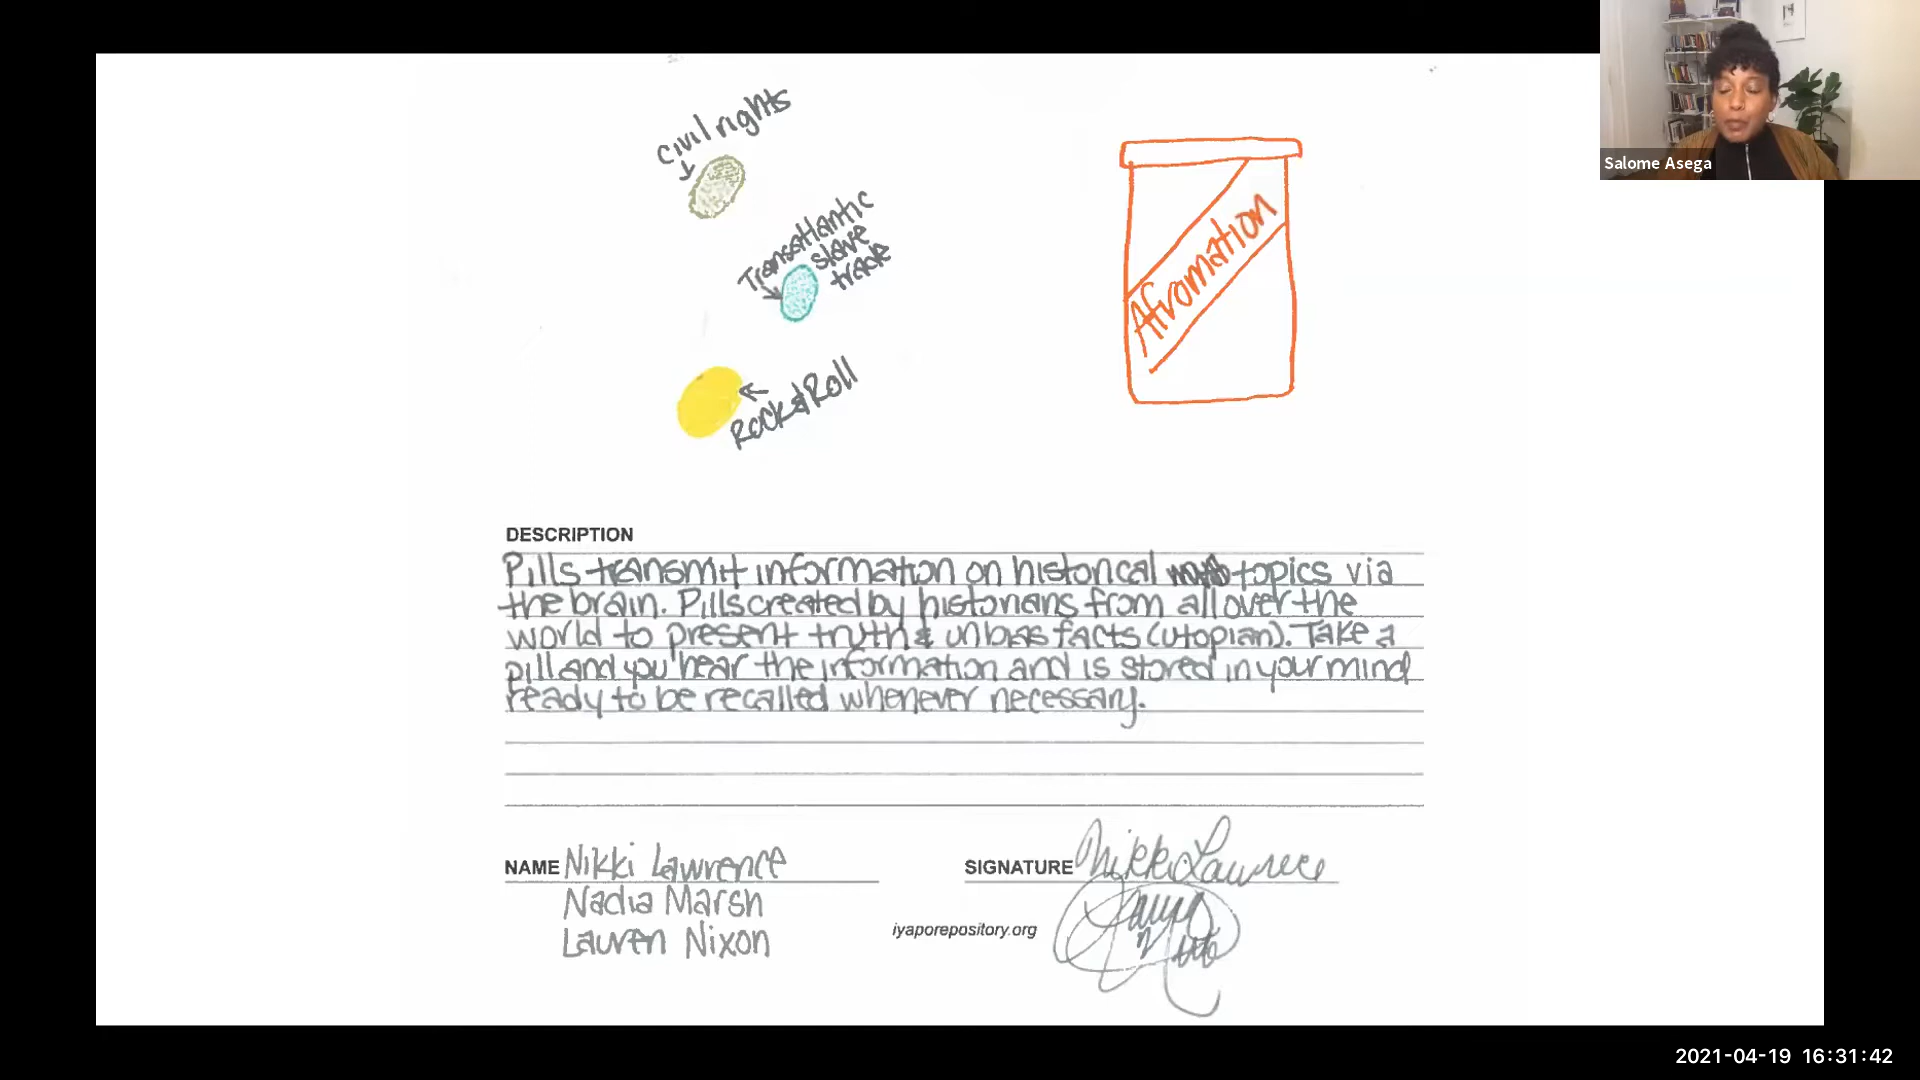 Salome Asega
Civil rights
Transatlantic
slave
trade
Rock & Roll
Afromation
DESCRIPTION
Pills transmit information on historical topics via
the brain. Pills created by historians from all over the
world to present truth & unbias facts (utopian). Take a
pill and you hear the information and is stored in your mind
ready to be recalled whenever necessary.
NAME Nikki Lawrence
Nadia Marsh
Lauren Nixon
SIGNATURE Nikki Lawrence
iyaporepository.org
2021-04-19 16:31:42